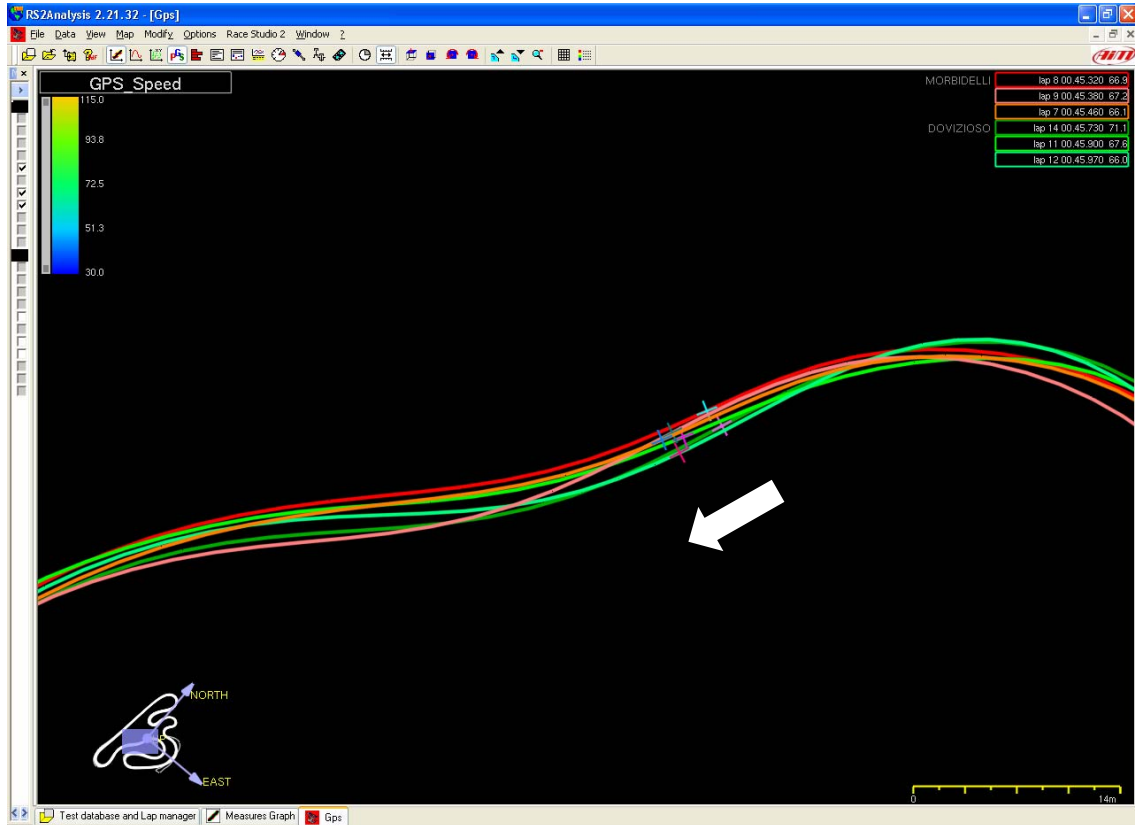 RS2Analysis 2.21.32 - [Gps]
File Data View Map Modify Options Race Studio 2 Window ?
AiM
GPS_Speed
115.0
93.8
72.5
51.3
30.0
MORBIDELLI
lap 8 00.45.320 66.9
lap 9 00.45.380 67.2
lap 7 00.45.460 66.1
DOVIZIOSO
lap 14 00.45.730 71.1
lap 11 00.45.900 67.6
lap 12 00.45.970 66.0
NORTH
EAST
0 14m
Test database and Lap manager Measures Graph Gps